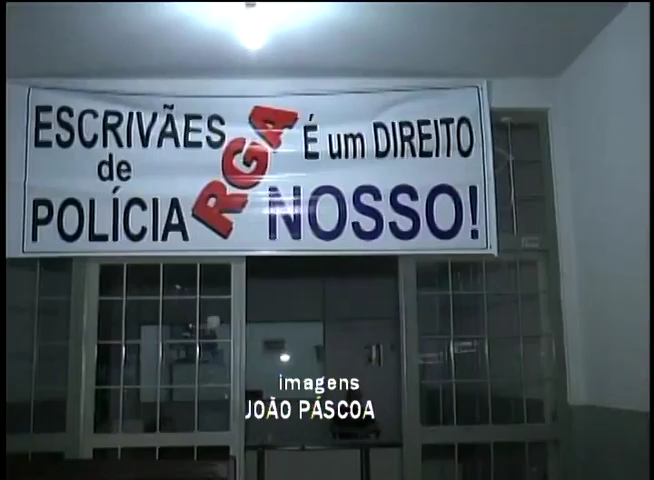 ESCRIVÃES
de
POLÍCIA
RGA
É um DIREITO
NOSSO!
imagens
JOÃO PÁSCOA